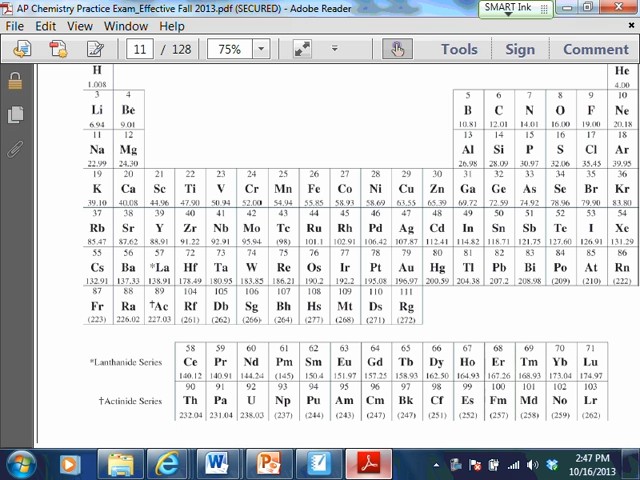 AP Chemistry Practice Exam_Effective Fall 2013.pdf (SECURED) - Adobe Reader
SMART Ink
File Edit View Window Help
11 / 128 75% Tools Sign Comment
H He
1.008 4.00
3 4 5 6 7 8 9 10
Li Be B C N O F Ne
6.94 9.01 10.81 12.01 14.01 16.00 19.00 20.18
11 12 13 14 15 16 17 18
Na Mg Al Si P S Cl Ar
22.99 24.30 26.98 28.09 30.97 32.06 35.45 39.95
19 20 21 22 23 24 25 26 27 28 29 30 31 32 33 34 35 36
K Ca Sc Ti V Cr Mn Fe Co Ni Cu Zn Ga Ge As Se Br Kr
39.10 40.08 44.96 47.90 50.94 52.00 54.94 55.85 58.93 58.69 63.55 65.39 69.72 72.59 74.92 78.96 79.90 83.80
37 38 39 40 41 42 43 44 45 46 47 48 49 50 51 52 53 54
Rb Sr Y Zr Nb Mo Tc Ru Rh Pd Ag Cd In Sn Sb Te I Xe
85.47 87.62 88.91 91.22 92.91 95.94 (98) 101.1 102.91 106.42 107.87 112.41 114.82 118.71 121.75 127.60 126.91 131.29
55 56 57 72 73 74 75 76 77 78 79 80 81 82 83 84 85 86
Cs Ba *La Hf Ta W Re Os Ir Pt Au Hg Tl Pb Bi Po At Rn
132.91 137.33 138.91 178.49 180.95 183.85 186.21 190.2 192.2 195.08 196.97 200.59 204.38 207.2 208.98 (209) (210) (222)
87 88 89 104 105 106 107 108 109 110 111
Fr Ra †Ac Rf Db Sg Bh Hs Mt Ds Rg
(223) 226.02 227.03 (261) (262) (266) (264) (277) (268) (271) (272)
58 59 60 61 62 63 64 65 66 67 68 69 70 71
*Lanthanide Series Ce Pr Nd Pm Sm Eu Gd Tb Dy Ho Er Tm Yb Lu
140.12 140.91 144.24 (145) 150.4 151.97 157.25 158.93 162.50 164.93 167.26 168.93 173.04 174.97
90 91 92 93 94 95 96 97 98 99 100 101 102 103
†Actinide Series Th Pa U Np Pu Am Cm Bk Cf Es Fm Md No Lr
232.04 231.04 238.03 (237) (244) (243) (247) (247) (251) (252) (257) (258) (259) (262)
2:47 PM
10/16/2013